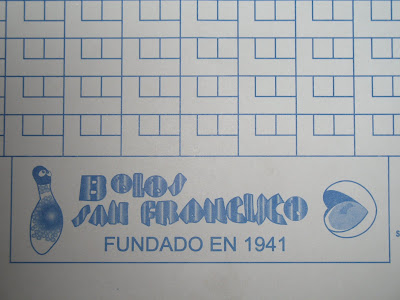 Bolos
San Francisco
FUNDADO EN 1941